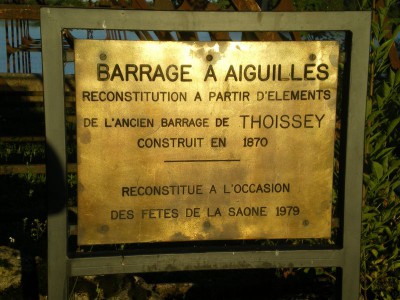 BARRAGE A AIGUILLES
RECONSTITUTION A PARTIR D'ELEMENTS
DE L'ANCIEN BARRAGE DE THOISSEY
CONSTRUIT EN 1870
RECONSTITUE A L'OCCASION
DES FETES DE LA SAONE 1979